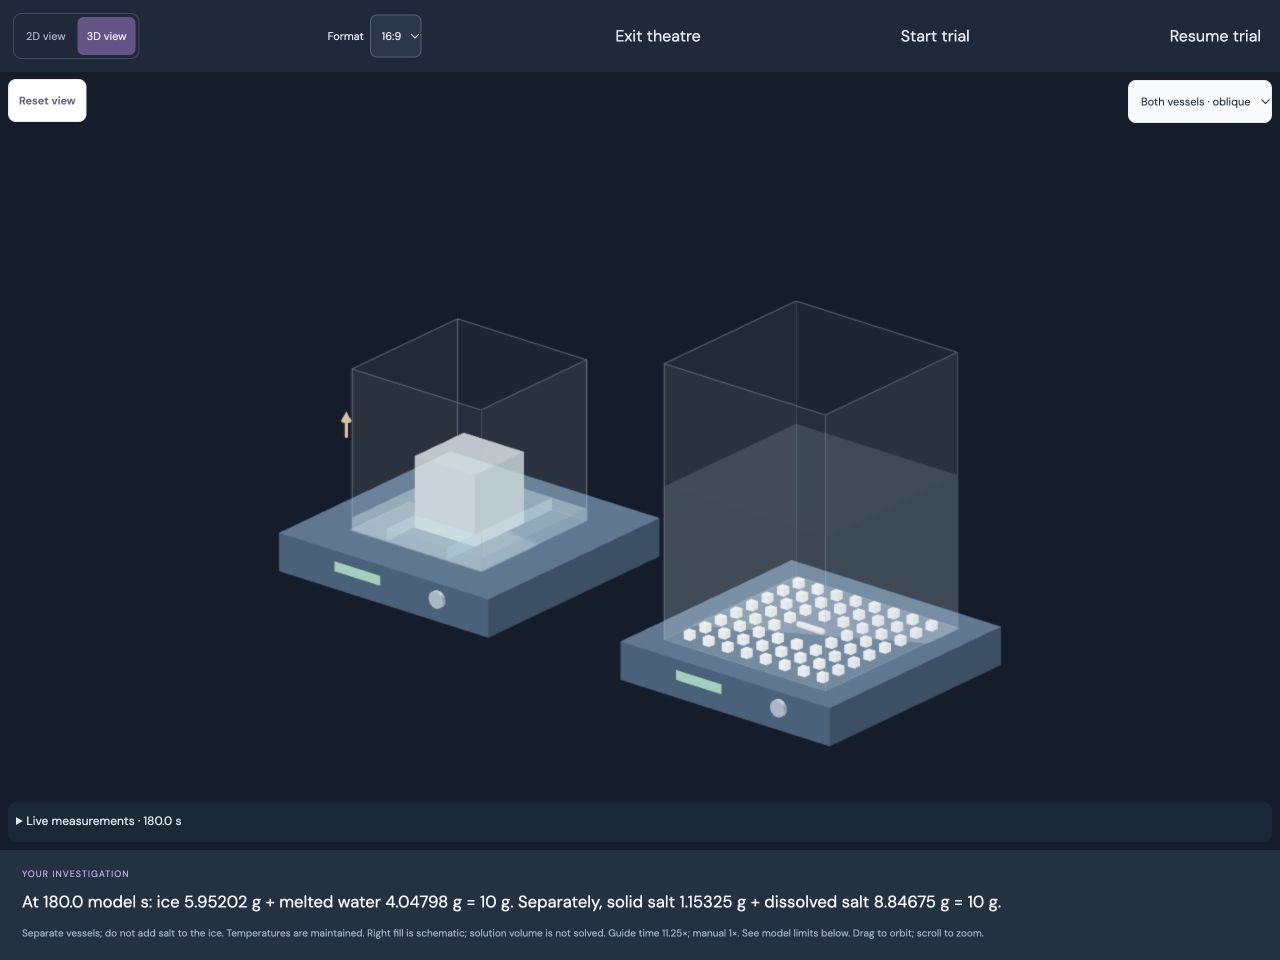 2D view 3D view Format 16:9 Exit theatre Start trial Resume trial
Reset view Both vessels · oblique
Live measurements · 180.0 s
YOUR INVESTIGATION
At 180.0 model s: ice 5.95202 g + melted water 4.04798 g = 10 g. Separately, solid salt 1.15325 g + dissolved salt 8.84675 g = 10 g.
Separate vessels; do not add salt to the ice. Temperatures are maintained. Right fill is schematic; solution volume is not solved. Guide time 11.25×; manual 1×. See model limits below. Drag to orbit; scroll to zoom.